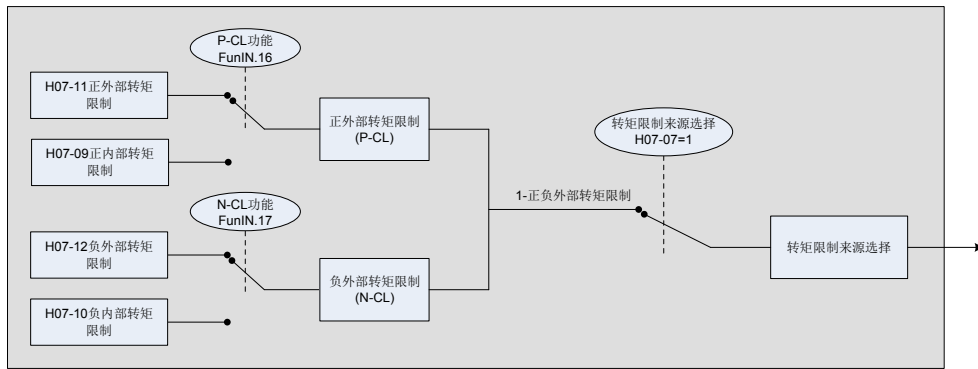 P-CL功能
FunIN.16
H07-11正外部转矩
限制
正外部转矩限制
(P-CL)
转矩限制来源选择
H07-07=1
H07-09正内部转矩
限制
N-CL功能
FunIN.17
1-正负外部转矩限制
H07-12负外部转矩
限制
转矩限制来源选择
负外部转矩限制
(N-CL)
H07-10负内部转矩
限制